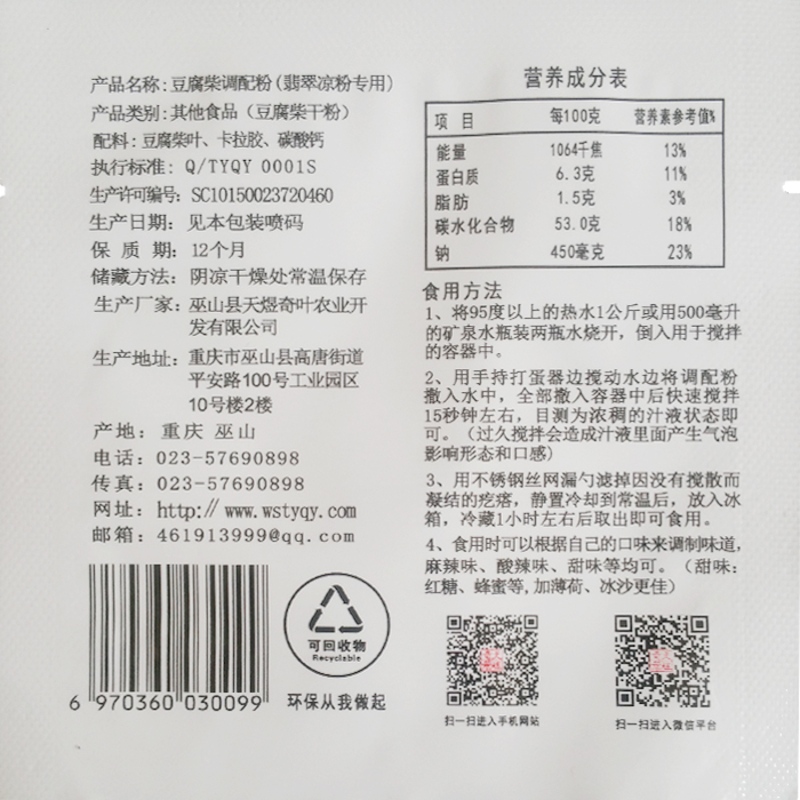 产品名称：豆腐柴调配粉(翡翠凉粉专用)
产品类别：其他食品（豆腐柴干粉）
配料：豆腐柴叶、卡拉胶、碳酸钙
执行标准：Q/TYQY 0001S
生产许可编号：SC10150023720460
生产日期：见本包装喷码
保 质 期：12个月
储藏方法：阴凉干燥处常温保存
生产厂家：巫山县天煜奇叶农业开
发有限公司
生产地址：重庆市巫山县高唐街道
平安路100号工业园区
10号楼2楼
产地：重庆 巫山
电话：023-57690898
传真：023-57690898
网址：http:// www.wstyqy.com
邮箱：461913999@qq.com
6 970360 030099
可回收物
Recyclable
环保从我做起
营养成分表
项 目 每100克 营养素参考值%
能量 1064千焦 13%
蛋白质 6.3克 11%
脂肪 1.5克 3%
碳水化合物 53.0克 18%
钠 450毫克 23%
食用方法
1、将95度以上的热水1公斤或用500毫升
的矿泉水瓶装两瓶水烧开，倒入用于搅拌
的容器中。
2、用手持打蛋器边搅动水边将调配粉
撒入水中，全部撒入容器中后快速搅拌
15秒钟左右，目测为浓稠的汁液状态即
可。（过久搅拌会造成汁液里面产生气泡
影响形态和口感）
3、用不锈钢丝网漏勺滤掉因没有搅散而
凝结的疙瘩，静置冷却到常温后，放入冰
箱，冷藏1小时左右后取出即可食用。
4、食用时可以根据自己的口味来调制味道，
麻辣味、酸辣味、甜味等均可。（甜味：
红糖、蜂蜜等,加薄荷、冰沙更佳）
扫一扫进入手机网站
扫一扫进入微信平台